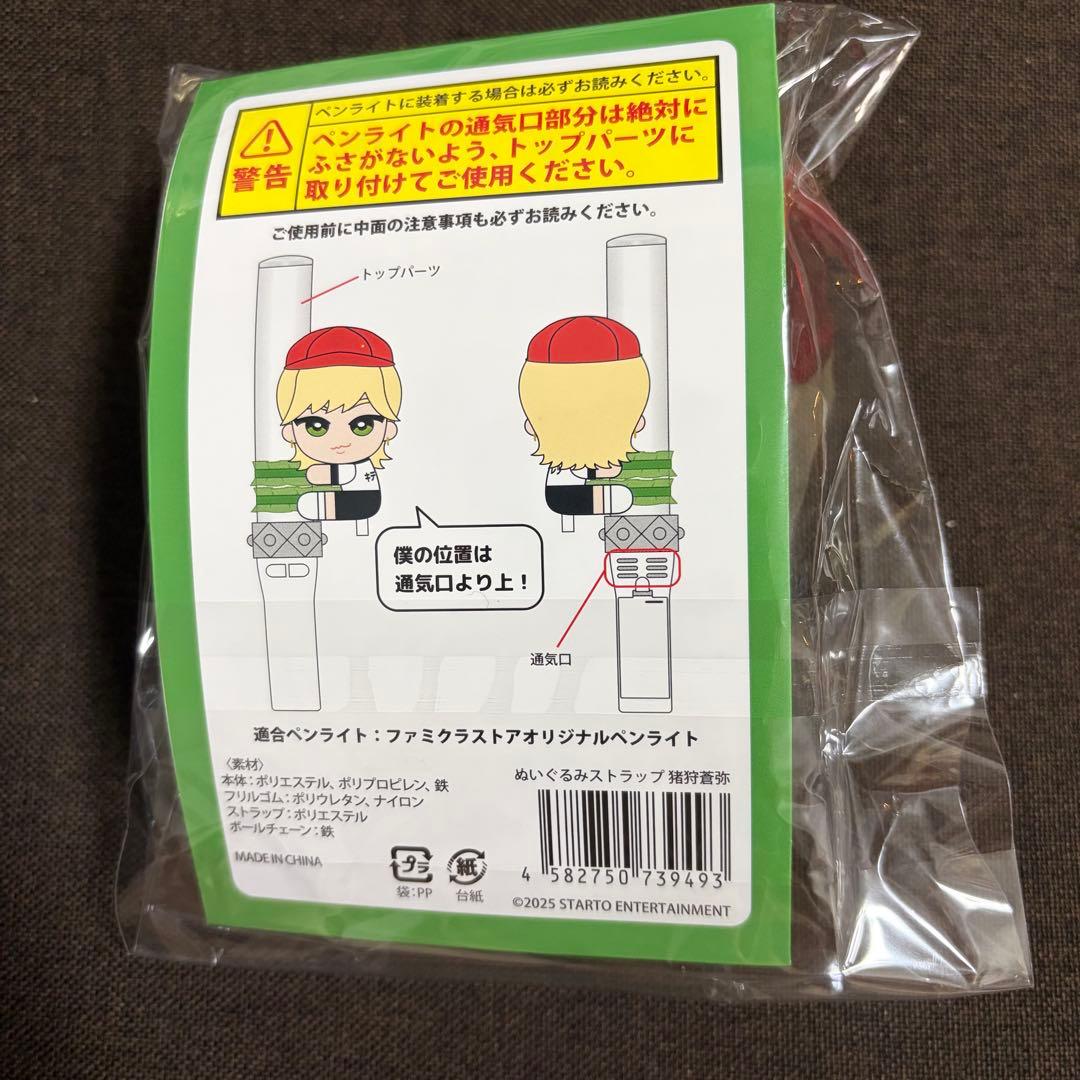 ペンライトに装着する場合は必ずお読みください。
警告
ペンライトの通気口部分は絶対に
ふさがないよう、トップパーツに
取り付けてご使用ください。
ご使用前に中面の注意事項も必ずお読みください。
トップパーツ
僕の位置は
通気口より上！
通気口
適合ペンライト：ファミクラストアオリジナルペンライト
〈素材〉
本体：ポリエステル、ポリプロピレン、鉄
フリルゴム：ポリウレタン、ナイロン
ストラップ：ポリエステル
ボールチェーン：鉄
MADE IN CHINA
プラ
袋：PP
紙
台紙
ぬいぐるみストラップ 猪狩蒼弥
4 582750 739493
©2025 STARTO ENTERTAINMENT